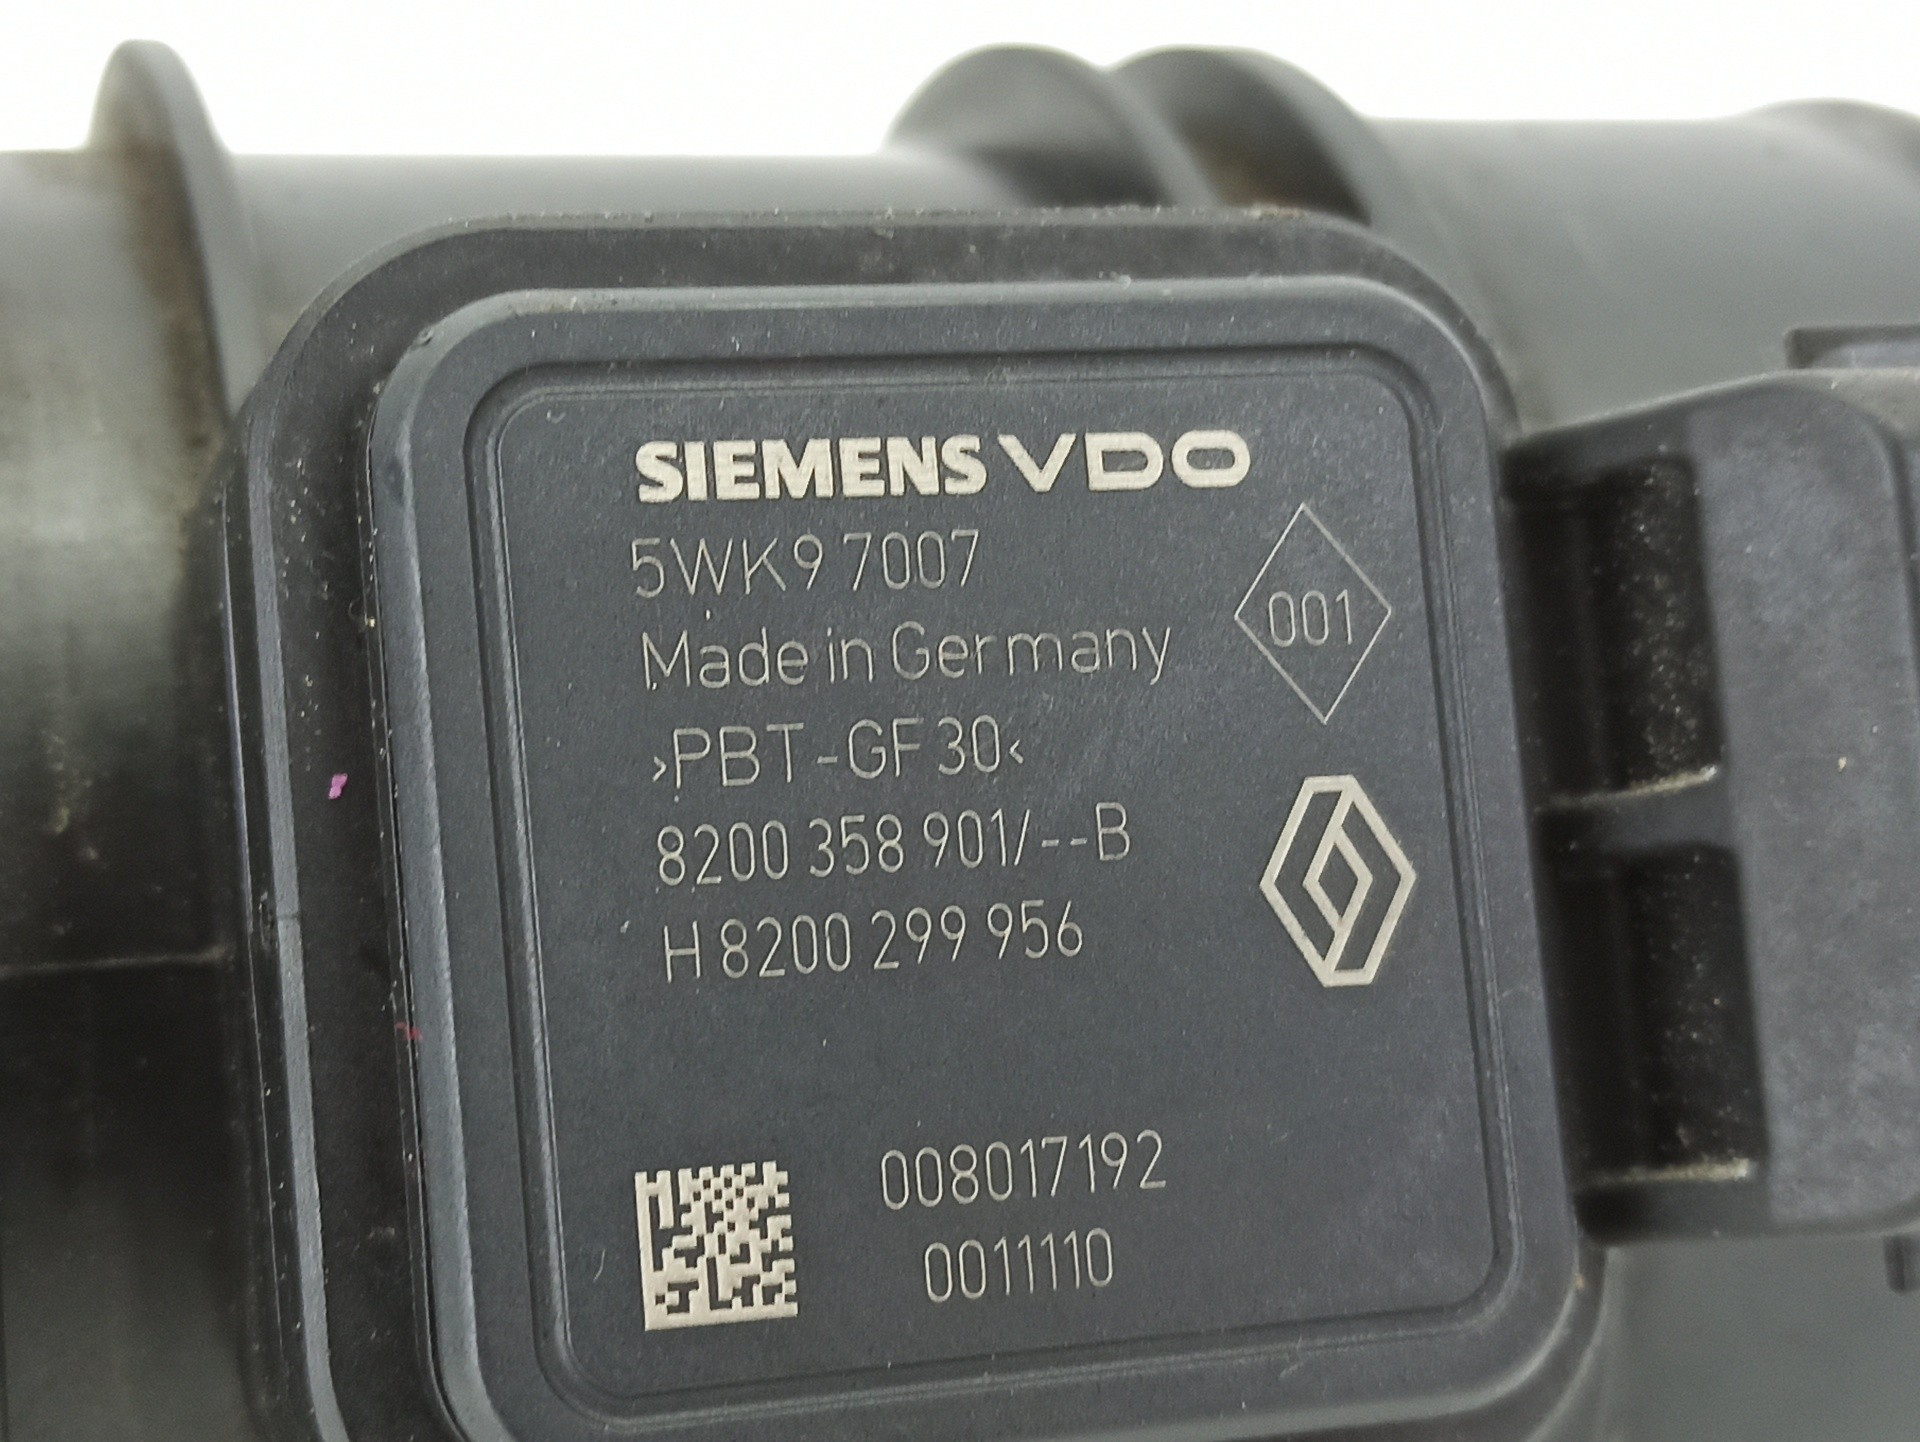 SIEMENS VDO
5WK9 7007
Made in Germany
001
>PBT-GF30<
8200 358 901/--B
H 8200 299 956
008017192
0011110